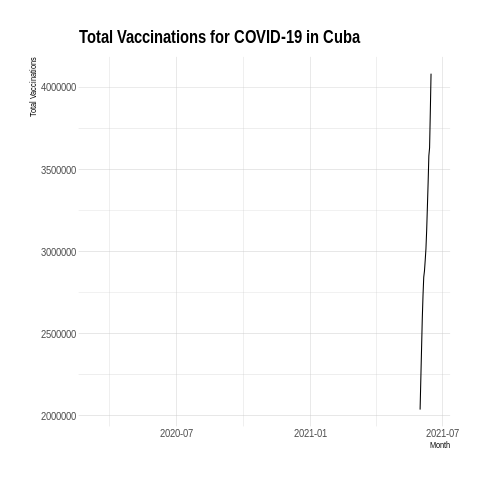 Total Vaccinations for COVID-19 in Cuba
Total Vaccinations
4000000
3500000
3000000
2500000
2000000
2020-07
2021-01
2021-07
Month